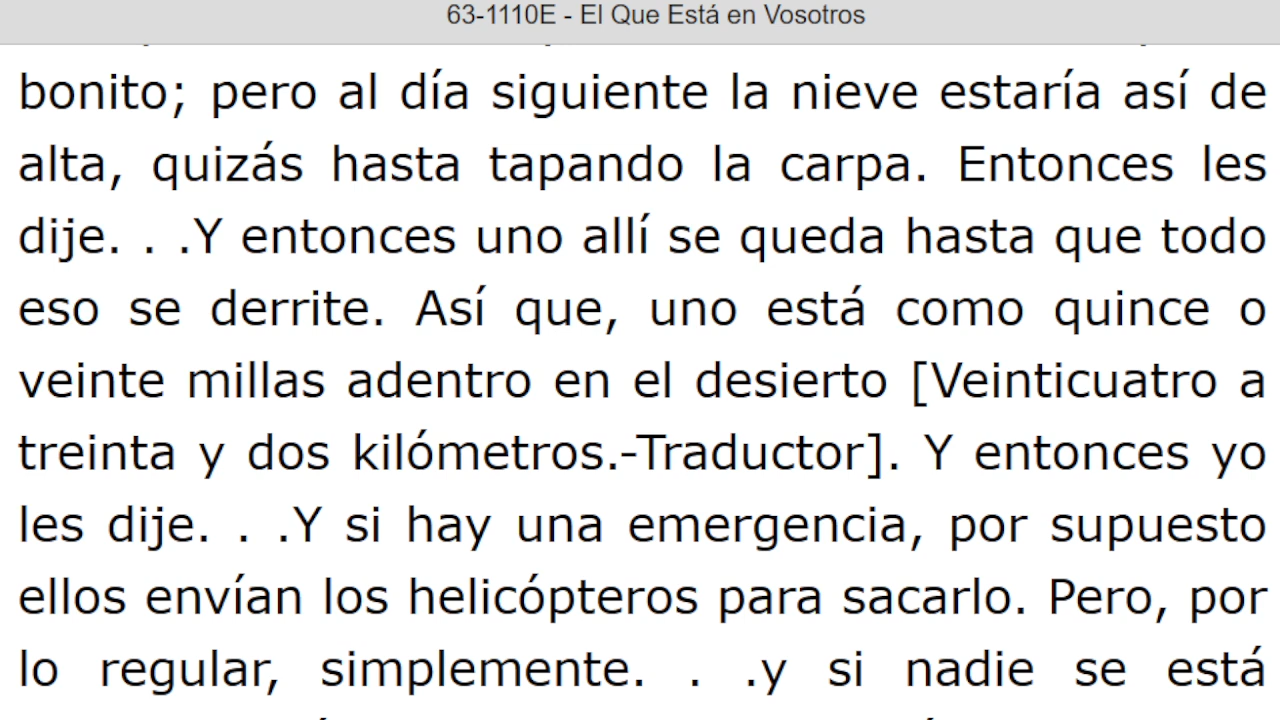 63-1110E - El Que Está en Vosotros
bonito; pero al día siguiente la nieve estaría así de
alta, quizás hasta tapando la carpa. Entonces les
dije. . .Y entonces uno allí se queda hasta que todo
eso se derrite. Así que, uno está como quince o
veinte millas adentro en el desierto [Veinticuatro a
treinta y dos kilómetros.-Traductor]. Y entonces yo
les dije. . .Y si hay una emergencia, por supuesto
ellos envían los helicópteros para sacarlo. Pero, por
lo regular, simplemente. . .y si nadie se está